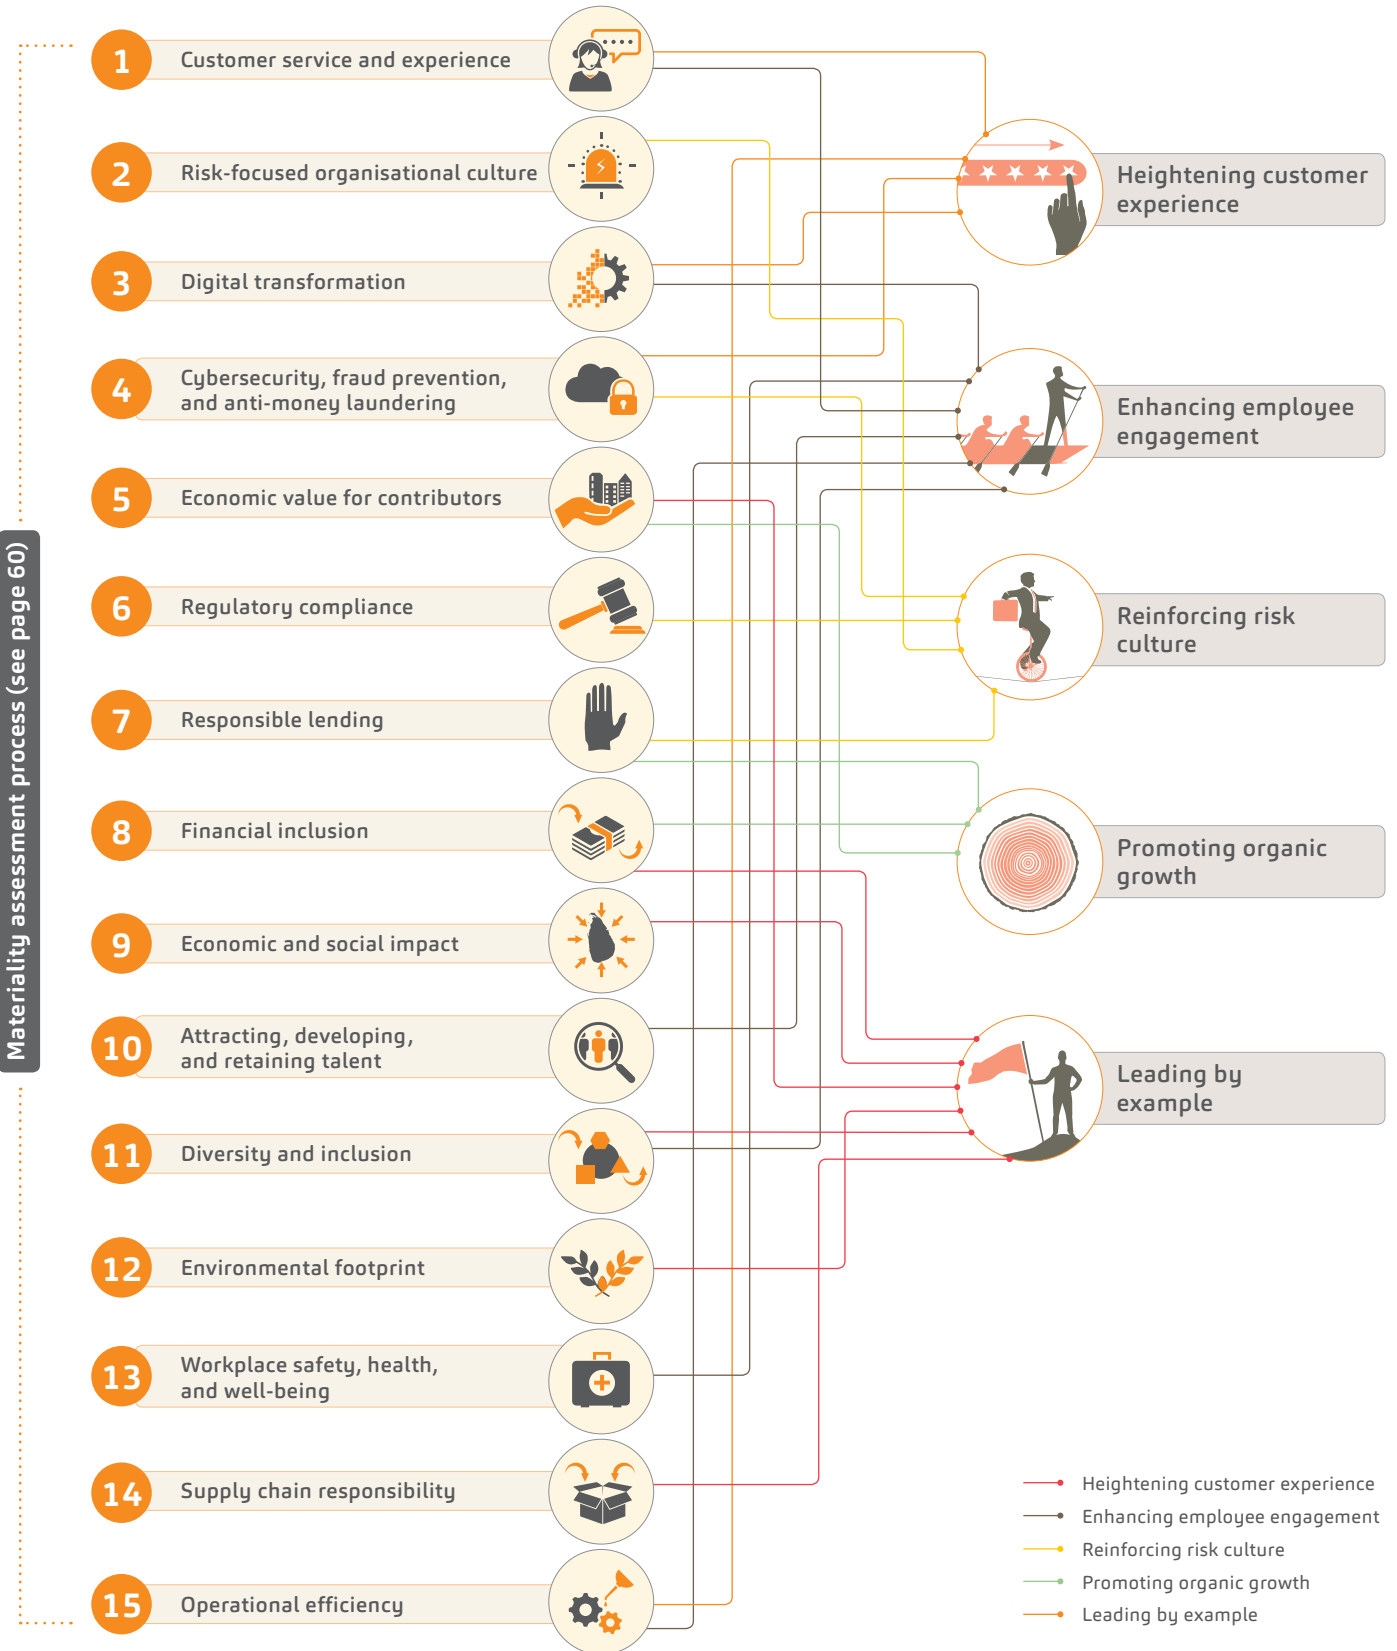 Materiality assessment process (see page 60)
1
Customer service and experience
2
Risk-focused organisational culture
3
Digital transformation
4
Cybersecurity, fraud prevention,
and anti-money laundering
5
Economic value for contributors
6
Regulatory compliance
7
Responsible lending
8
Financial inclusion
9
Economic and social impact
10
Attracting, developing,
and retaining talent
11
Diversity and inclusion
12
Environmental footprint
13
Workplace safety, health,
and well-being
14
Supply chain responsibility
15
Operational efficiency
Heightening customer
experience
Enhancing employee
engagement
Reinforcing risk
culture
Promoting organic
growth
Leading by
example
Heightening customer experience
Enhancing employee engagement
Reinforcing risk culture
Promoting organic growth
Leading by example